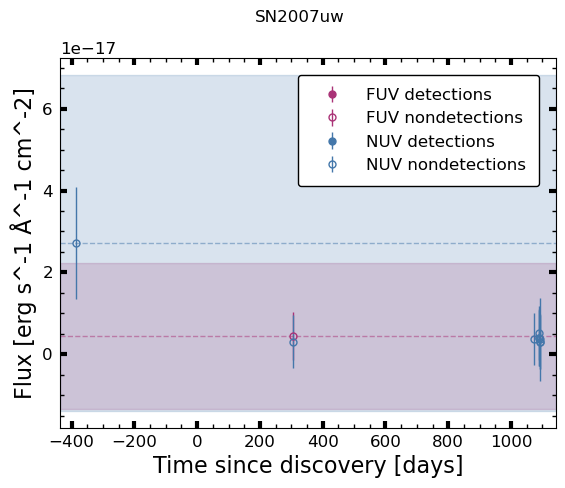 SN2007uw
1e−17
FUV detections
FUV nondetections
NUV detections
NUV nondetections
6
4
2
0
Flux [erg s^-1 Å^-1 cm^-2]
−400 −200 0 200 400 600 800 1000
Time since discovery [days]